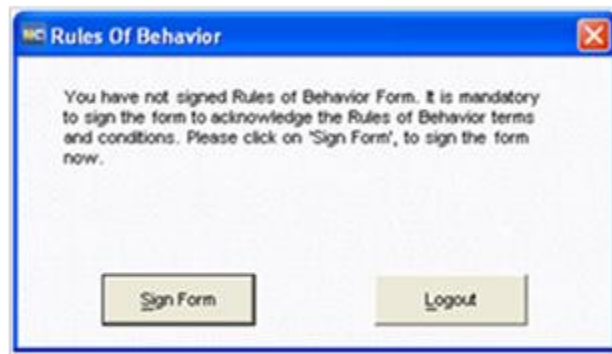 Rules Of Behavior
You have not signed Rules of Behavior Form. It is mandatory
to sign the form to acknowledge the Rules of Behavior terms
and conditions. Please click on 'Sign Form', to sign the form
now.
Sign Form
Logout